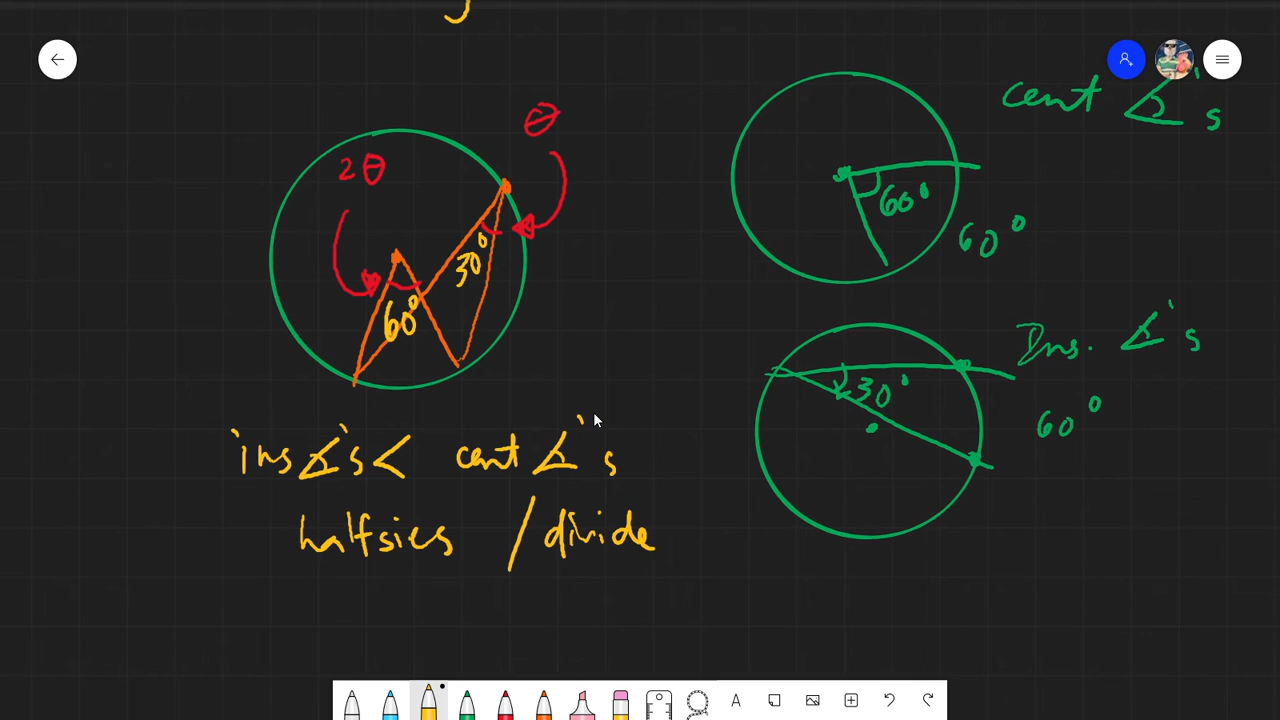 2θ
θ
30°
60°
ins ∡'s < cent ∡'s
halfsies / divide
cent ∡'s
60°
60°
Ins. ∡'s
30°
60°
A